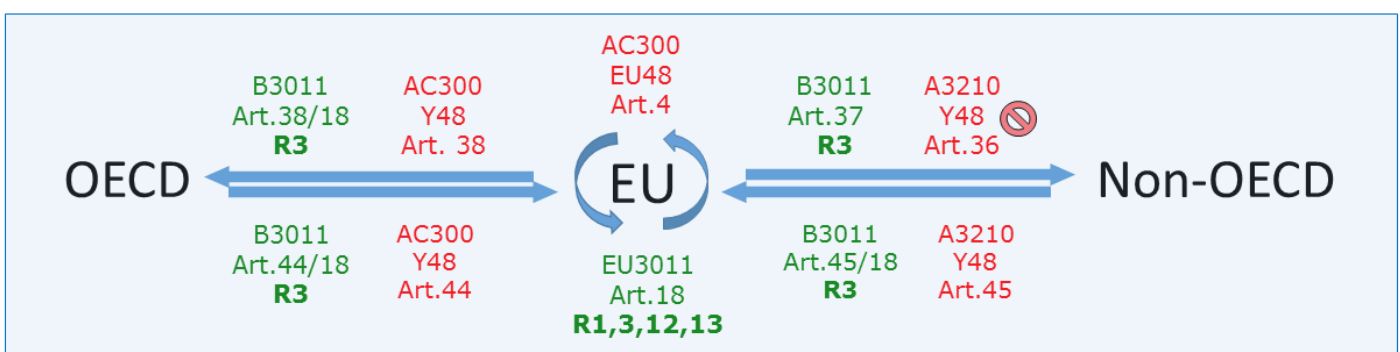 AC300
EU48
Art.4
B3011
Art.38/18
R3
AC300
Y48
Art. 38
B3011
Art.37
R3
A3210
Y48
Art.36
OECD
EU
Non-OECD
B3011
Art.44/18
R3
AC300
Y48
Art.44
EU3011
Art.18
R1,3,12,13
B3011
Art.45/18
R3
A3210
Y48
Art.45